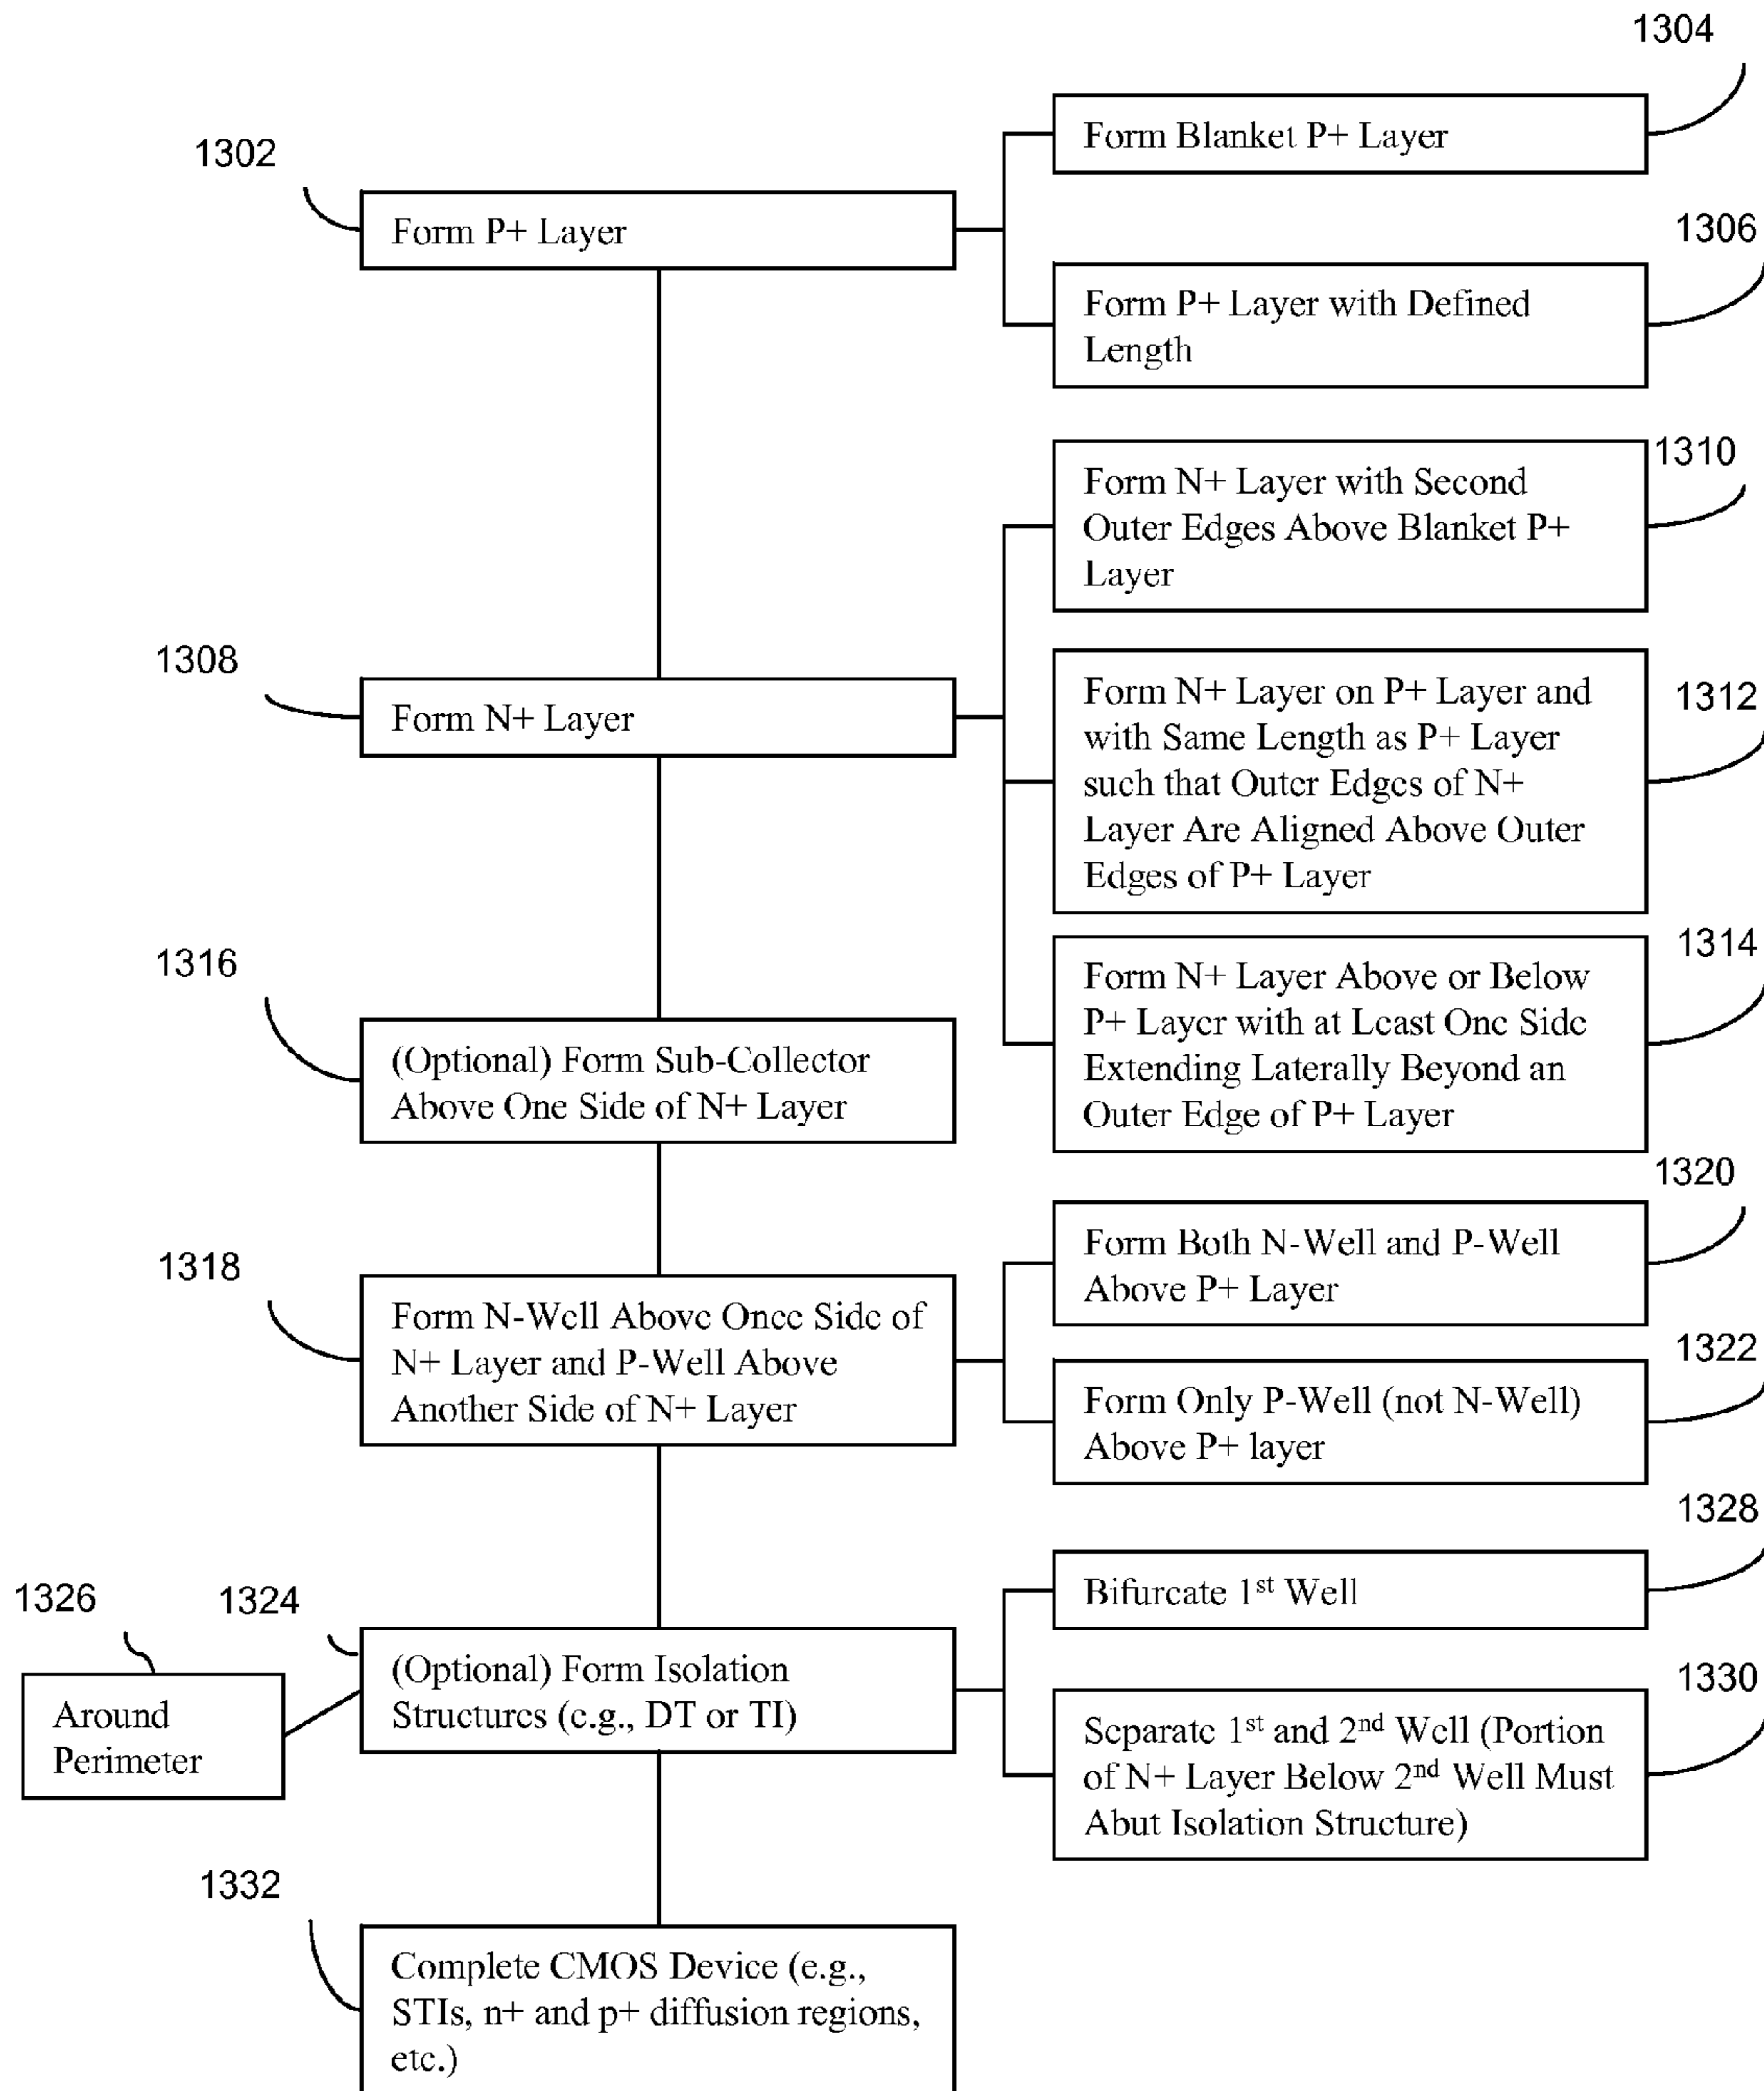 1304
Form Blanket P+ Layer
1302
Form P+ Layer
1306
Form P+ Layer with Defined
Length
1310
Form N+ Layer with Second
Outer Edges Above Blanket P+
Layer
1308
Form N+ Layer
1312
Form N+ Layer on P+ Layer and
with Same Length as P+ Layer
such that Outer Edges of N+
Layer Are Aligned Above Outer
Edges of P+ Layer
1314
Form N+ Layer Above or Below
P+ Layer with at Least One Side
Extending Laterally Beyond an
Outer Edge of P+ Layer
1316
(Optional) Form Sub-Collector
Above One Side of N+ Layer
1318
Form N-Well Above Once Side of
N+ Layer and P-Well Above
Another Side of N+ Layer
1320
Form Both N-Well and P-Well
Above P+ Layer
1322
Form Only P-Well (not N-Well)
Above P+ layer
1328
Bifurcate 1st Well
1326
Around
Perimeter
1324
(Optional) Form Isolation
Structures (e.g., DT or TI)
1330
Separate 1st and 2nd Well (Portion
of N+ Layer Below 2nd Well Must
Abut Isolation Structure)
1332
Complete CMOS Device (e.g.,
STIs, n+ and p+ diffusion regions,
etc.)